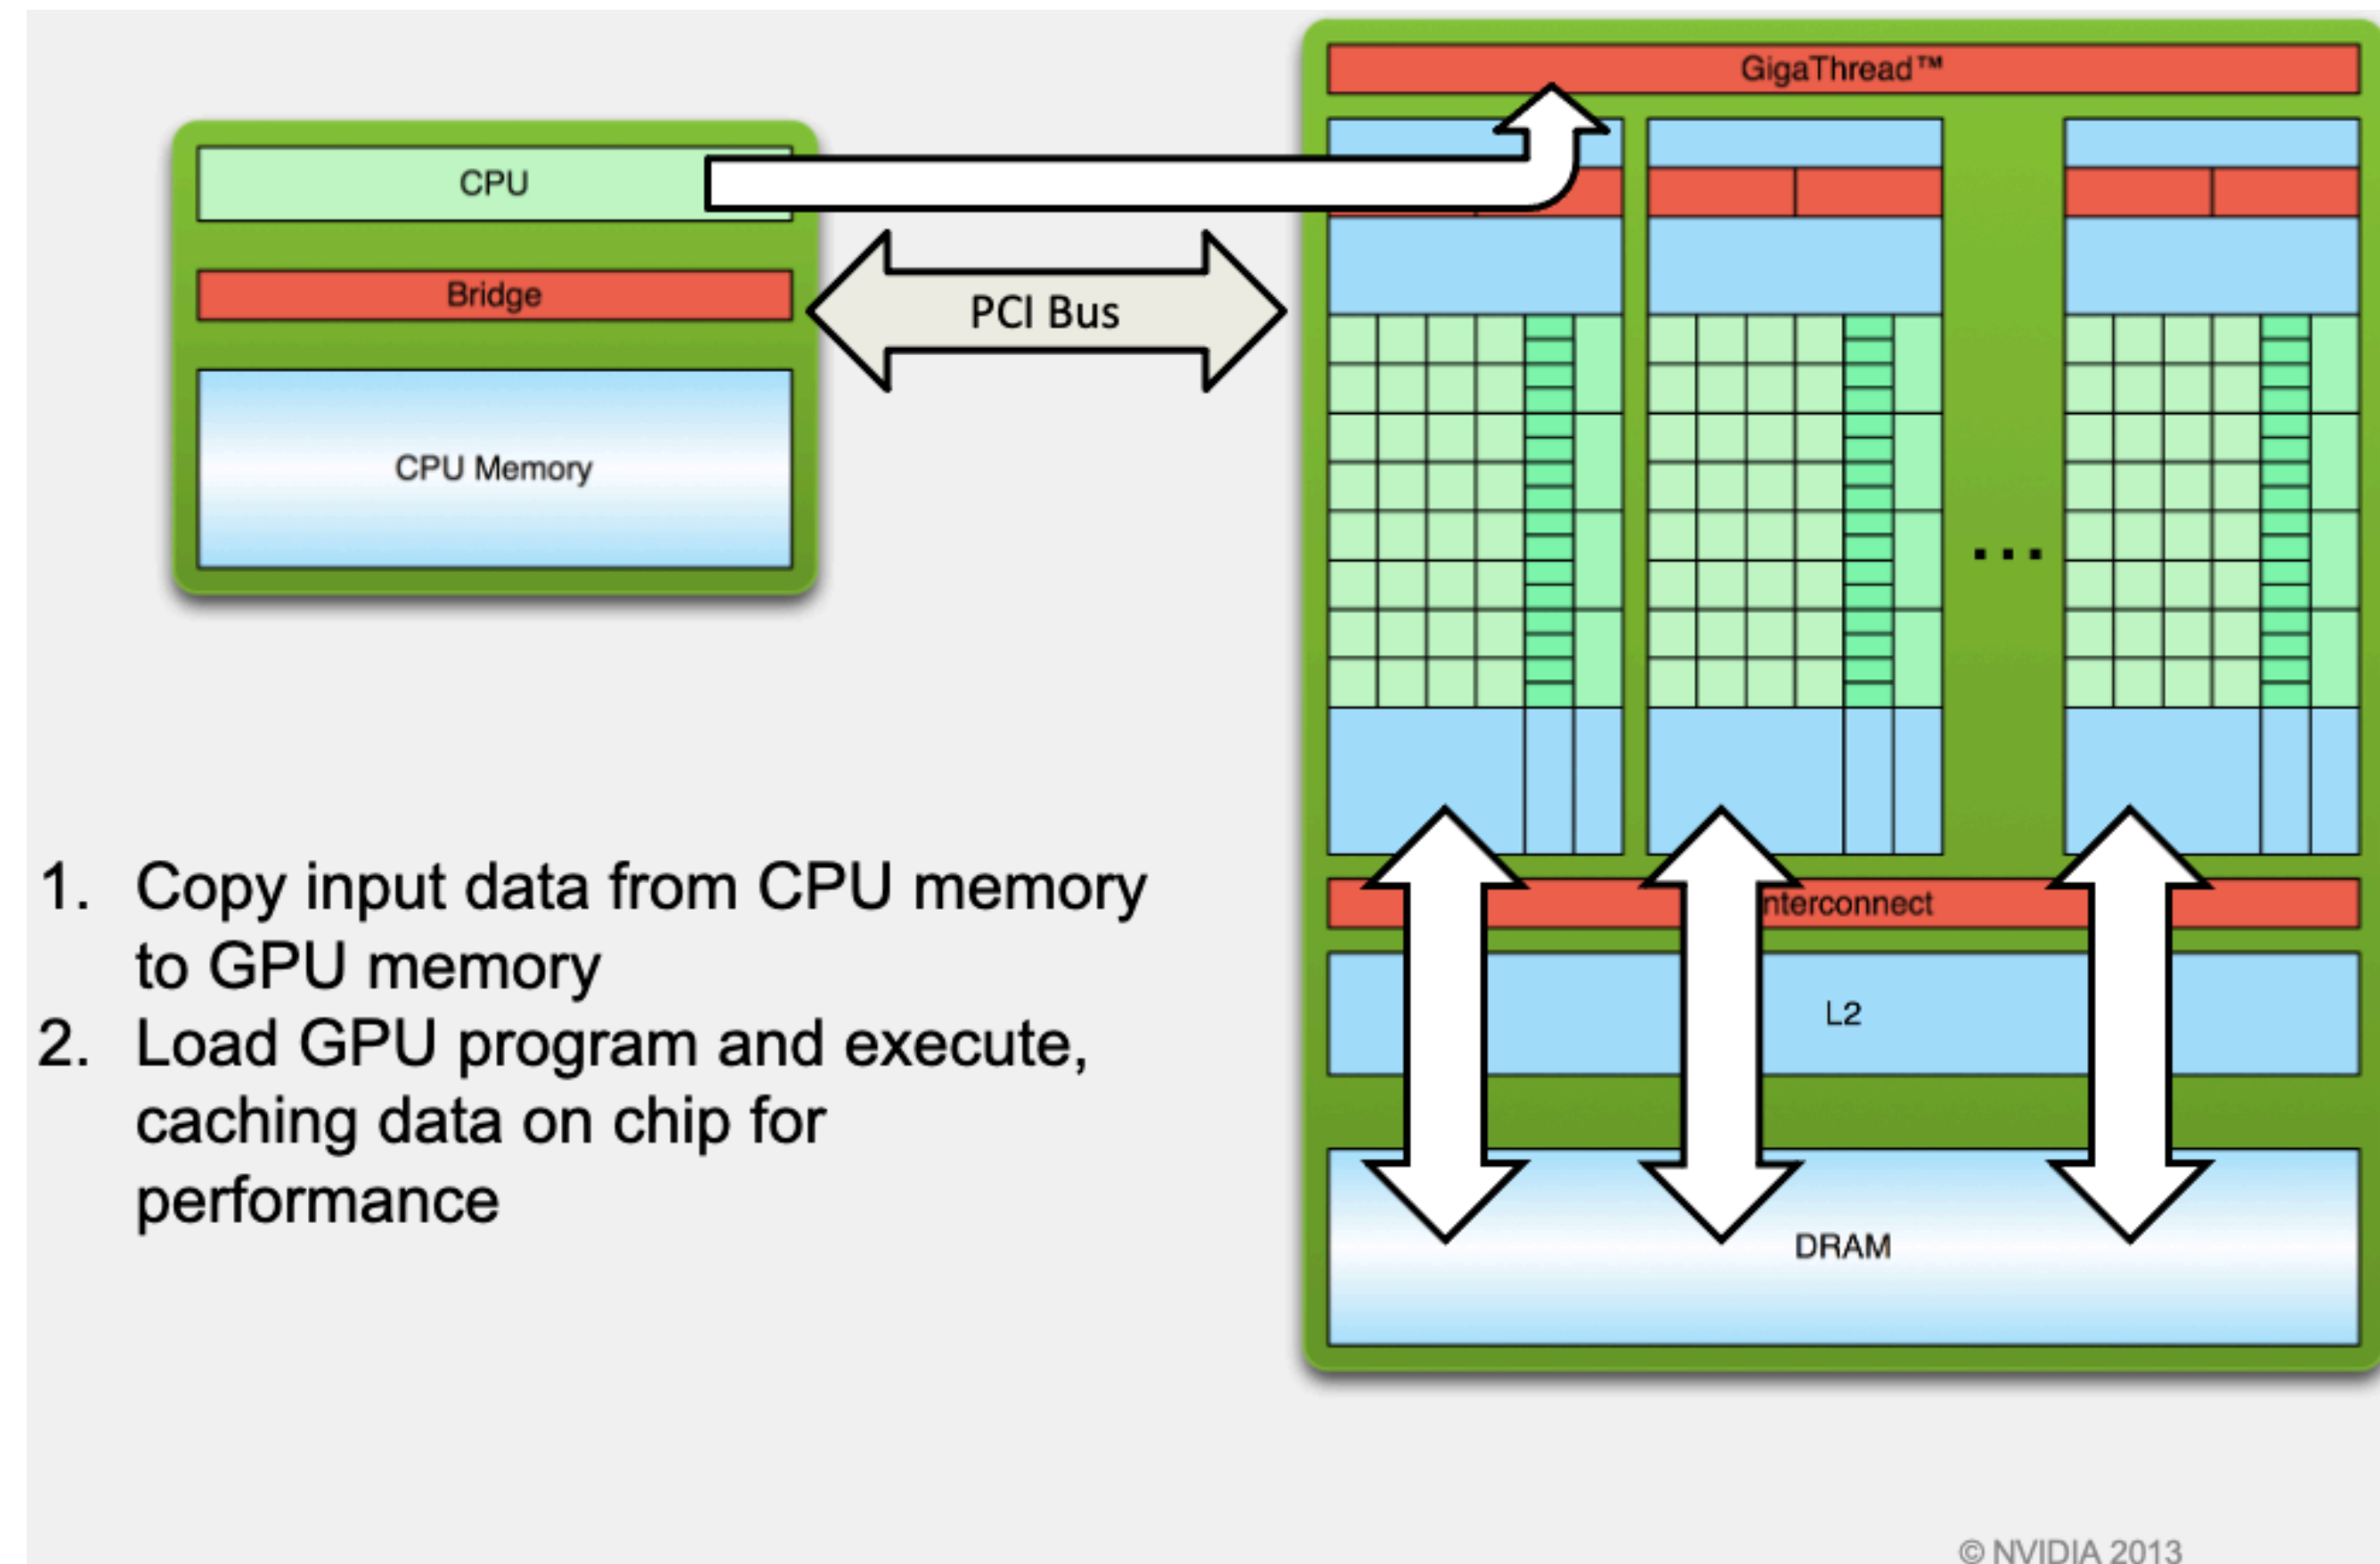 GigaThread™
CPU
Bridge
PCI Bus
CPU Memory
...
1. Copy input data from CPU memory
to GPU memory
2. Load GPU program and execute,
caching data on chip for
performance
nterconnect
L2
DRAM
© NVIDIA 2013